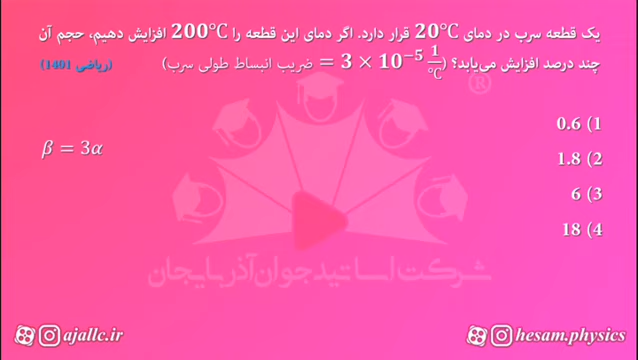 یک قطعه سرب در دمای 20°C قرار دارد. اگر دمای این قطعه را 200°C افزایش دهیم، حجم آن
چند درصد افزایش می‌یابد؟ (ضریب انبساط طولی سرب = 3 × 10⁻⁵ 1/°C) (ریاضی 1401)
1) 0.6
β = 3α
2) 1.8
3) 6
4) 18
®
شرکت اساتید جوان آذربایجان
ajallc.ir
hesam.physics